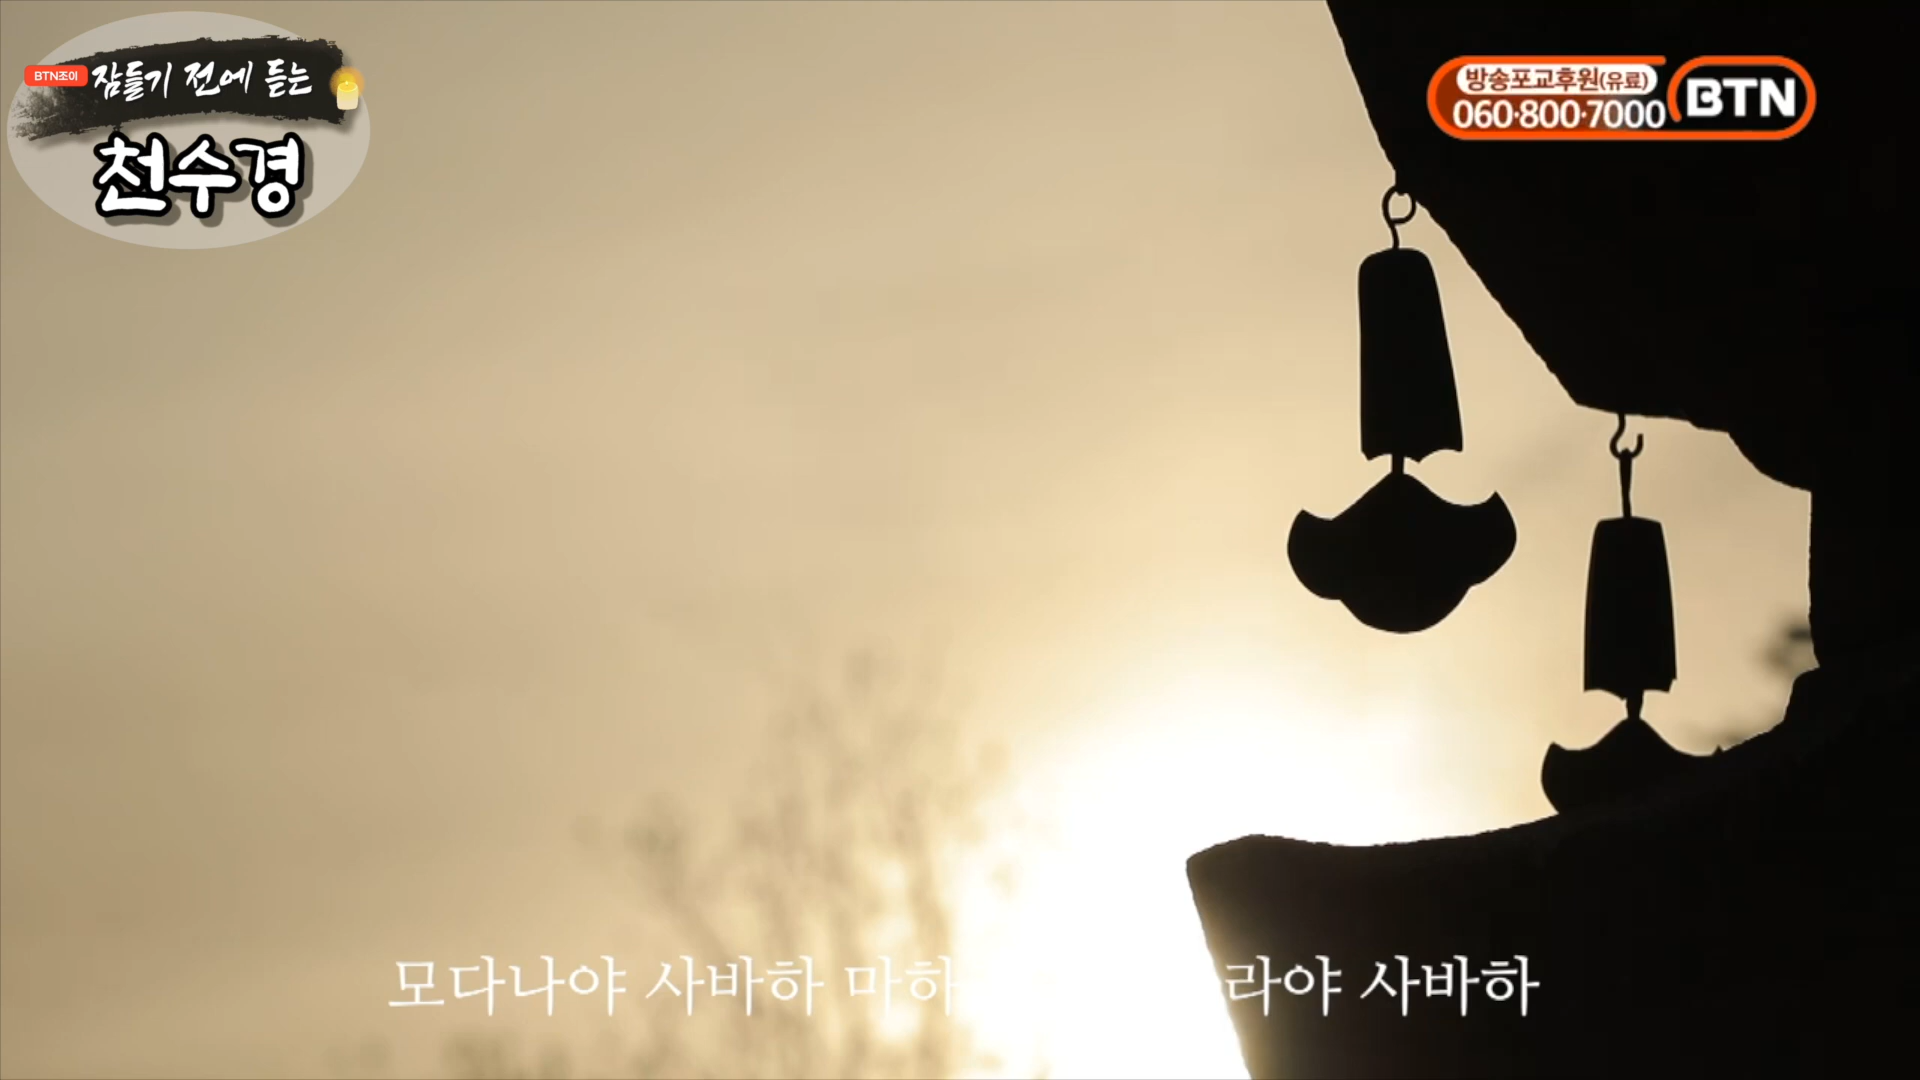 BTN조이
잠들기 전에 듣는
천수경
방송포교후원(유료)
060·800·7000
BTN
모다나야 사바하 마하 라야 사바하